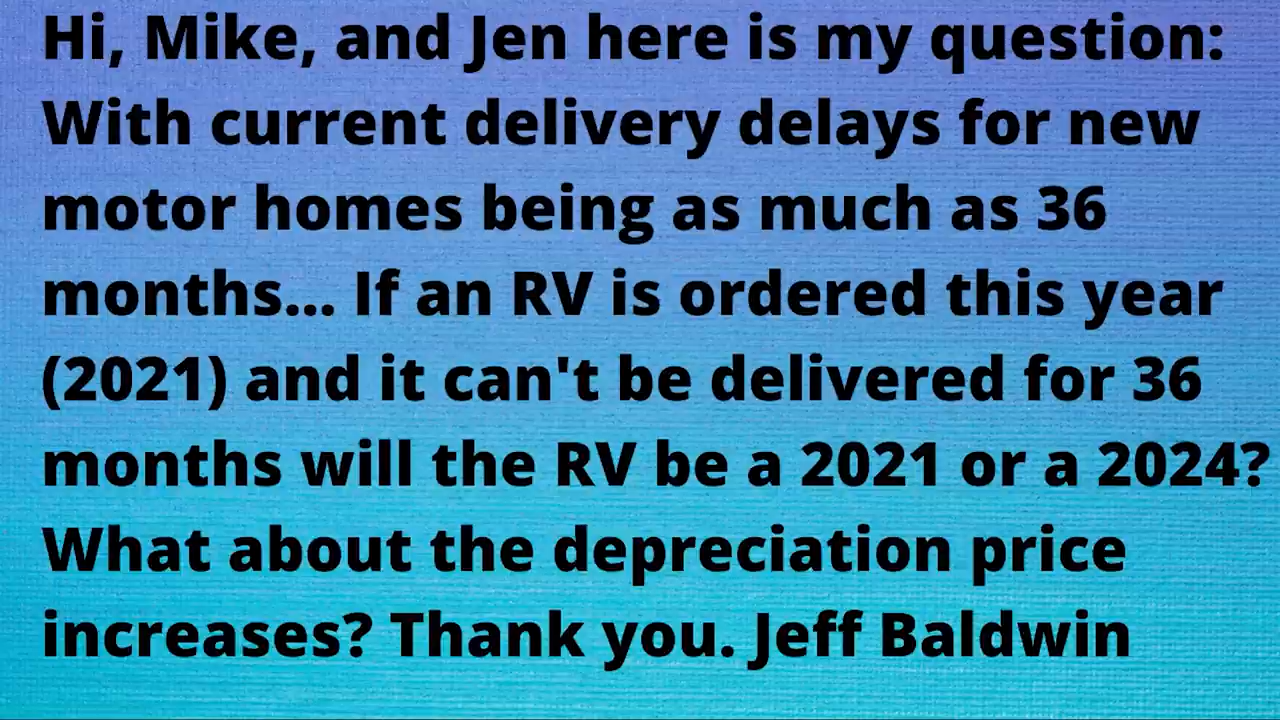 Hi, Mike, and Jen here is my question:
With current delivery delays for new
motor homes being as much as 36
months... If an RV is ordered this year
(2021) and it can't be delivered for 36
months will the RV be a 2021 or a 2024?
What about the depreciation price
increases? Thank you. Jeff Baldwin